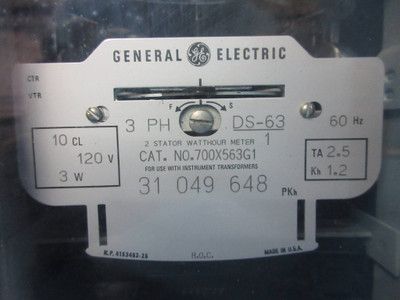 GENERAL GE ELECTRIC
CTR
VTR
F S
3 PH DS-63 60 Hz
2 STATOR WATTHOUR METER 1
10 CL
120 V
3 W
CAT. NO.700X563G1
FOR USE WITH INSTRUMENT TRANSFORMERS
31 049 648 PKh
TA 2.5
Kh 1.2
H.O.C.
MADE IN U.S.A.